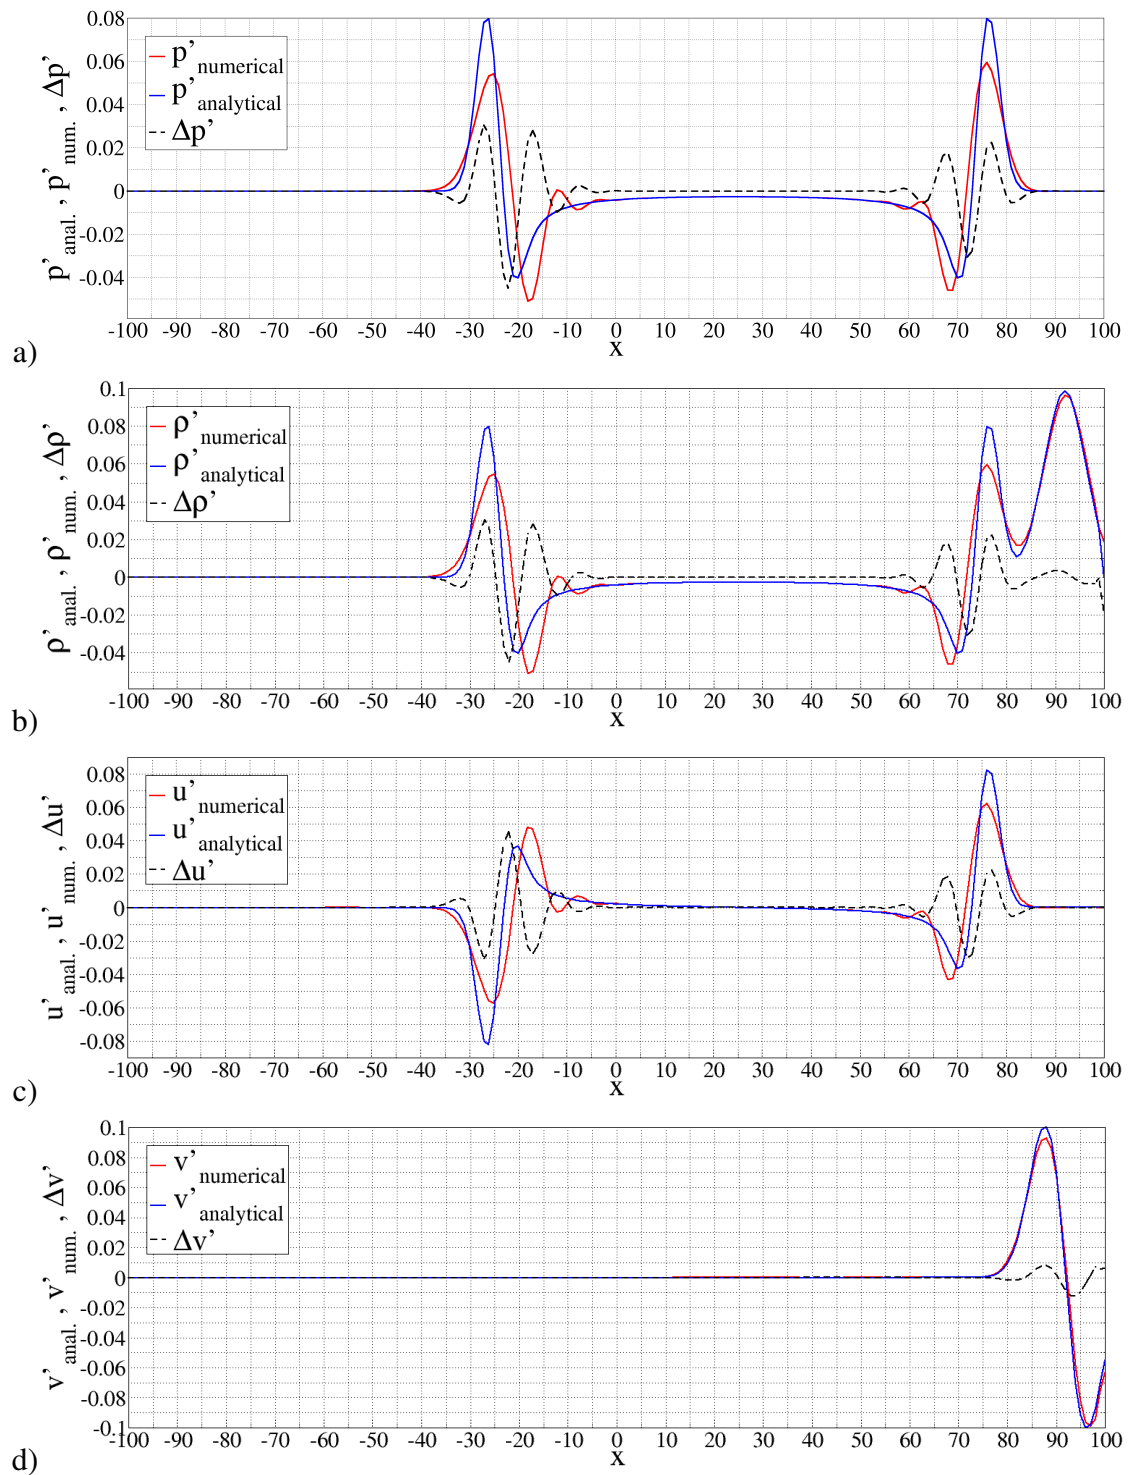 0.08
0.06
0.04
0.02
0
-0.02
-0.04
p'anal. , p'num. , Δp'
p'numerical
p'analytical
Δp'
-100 -90 -80 -70 -60 -50 -40 -30 -20 -10 0 10 20 30 40 50 60 70 80 90 100
x
a)
0.1
0.08
0.06
0.04
0.02
0
-0.02
-0.04
ρ'anal. , ρ'num. , Δρ'
ρ'numerical
ρ'analytical
Δρ'
-100 -90 -80 -70 -60 -50 -40 -30 -20 -10 0 10 20 30 40 50 60 70 80 90 100
x
b)
0.08
0.06
0.04
0.02
0
-0.02
-0.04
-0.06
-0.08
u'anal. , u'num. , Δu'
u'numerical
u'analytical
Δu'
-100 -90 -80 -70 -60 -50 -40 -30 -20 -10 0 10 20 30 40 50 60 70 80 90 100
x
c)
0.1
0.08
0.06
0.04
0.02
0
-0.02
-0.04
-0.06
-0.08
-0.1
v'anal. , v'num. , Δv'
v'numerical
v'analytical
Δv'
-100 -90 -80 -70 -60 -50 -40 -30 -20 -10 0 10 20 30 40 50 60 70 80 90 100
x
d)